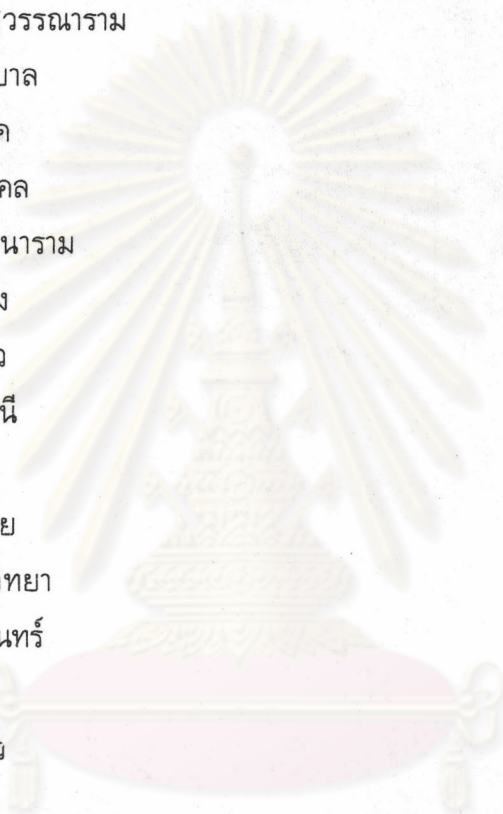 วรรณาราม
บาล
ด
คล
นาราม
ง
ว
นี
ย
ทยา
นทร์